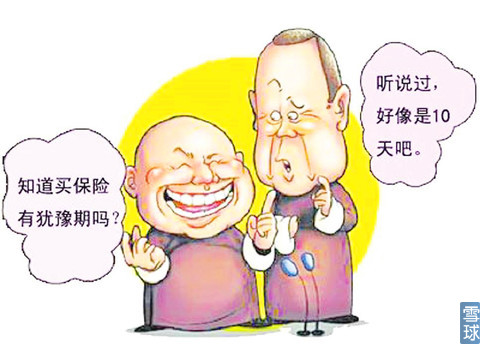 知道买保险
有犹豫期吗?
听说过,
好像是10
天吧。
雪球